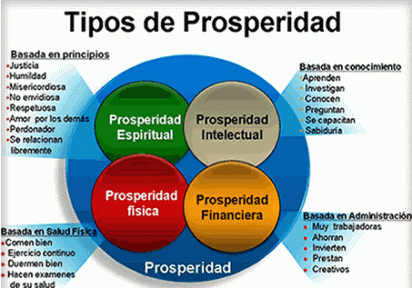 Tipos de Prosperidad
Basada en principios
•Justicia
•Humildad
•Misericordiosa
•No envidiosa
•Respetuosa
•Amor por los demás
•Perdonador
•Se relacionan
libremente
Basada en conocimiento
•Aprenden
•Investigan
•Conocen
•Preguntan
•Se capacitan
•Sabiduría
Prosperidad
Espiritual
Prosperidad
Intelectual
Prosperidad
física
Prosperidad
Financiera
Prosperidad
Basada en Salud Física
•Comen bien
•Ejercicio continuo
•Duermen bien
•Hacen examenes
de su salud
Basada en Administración
• Muy trabajadoras
• Ahorran
• Invierten
• Prestan
• Creativos